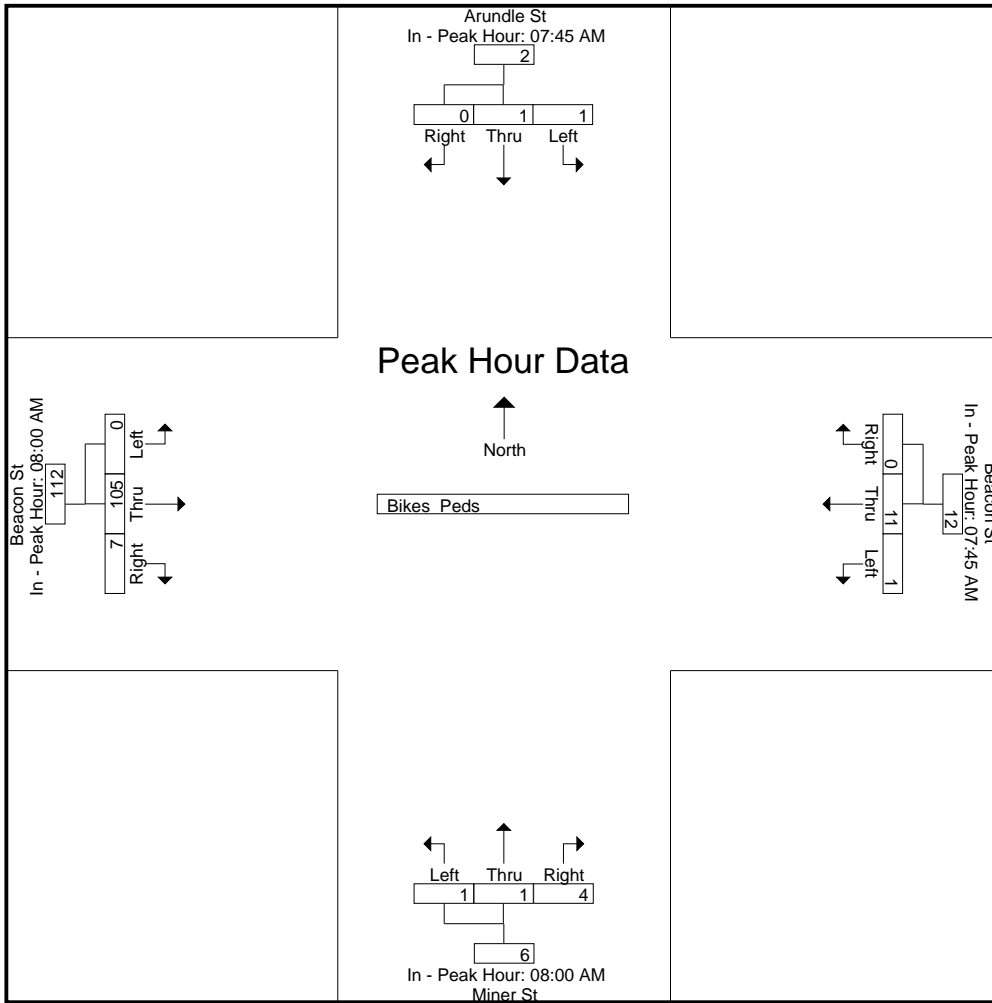 Arundle St
In - Peak Hour: 07:45 AM
2
0 1 1
Right Thru Left
Peak Hour Data
North
Bikes Peds
Beacon St
In - Peak Hour: 08:00 AM
112
0 105 7
Left Thru Right
Beacon St
In - Peak Hour: 07:45 AM
12
0 11 1
Right Thru Left
Left Thru Right
1 1 4
6
In - Peak Hour: 08:00 AM
Miner St